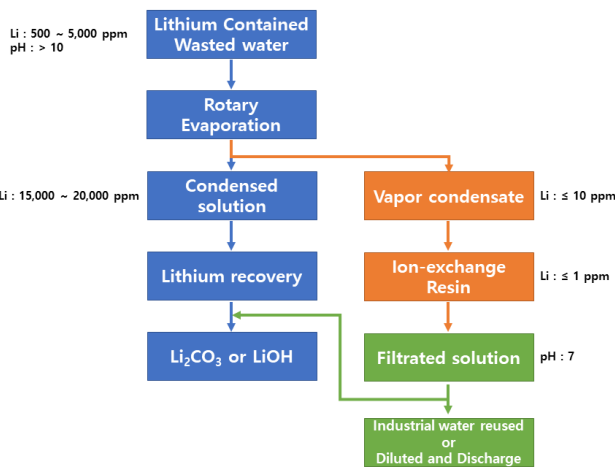 Li : 500 ~ 5,000 ppm
pH : > 10
Lithium Contained
Wasted water
Rotary
Evaporation
Li : 15,000 ~ 20,000 ppm
Condensed
solution
Vapor condensate
Li : ≤ 10 ppm
Lithium recovery
Ion-exchange
Resin
Li : ≤ 1 ppm
Li₂CO₃ or LiOH
Filtrated solution
pH : 7
Industrial water reused
or
Diluted and Discharge